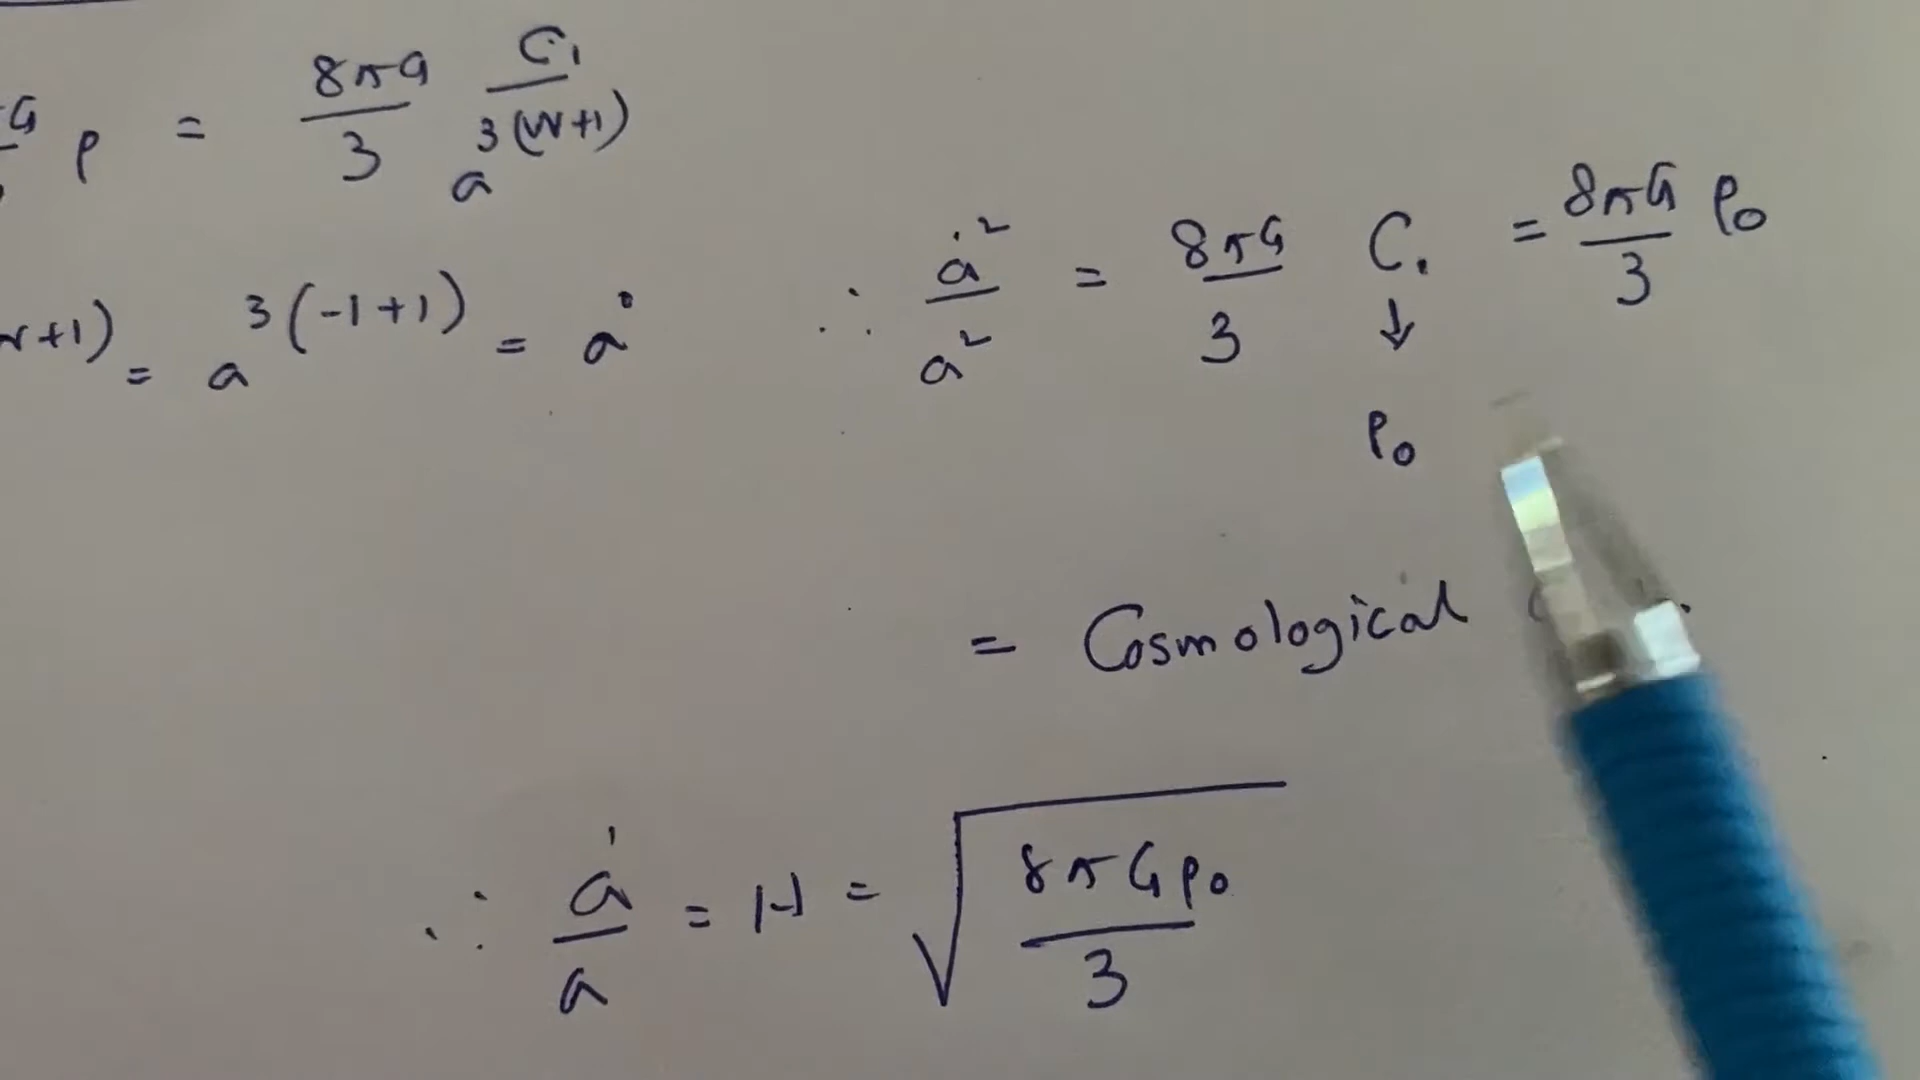 G ρ = 8πG/3 C₁/a^3(w+1)
w+1) = a^3(-1+1) = a⁰
∴ ȧ²/a² = 8πG/3 C₁ = 8πG/3 ρ₀
↓
ρ₀
= Cosmological
∴ ȧ/a = H = √(8πGρ₀/3)